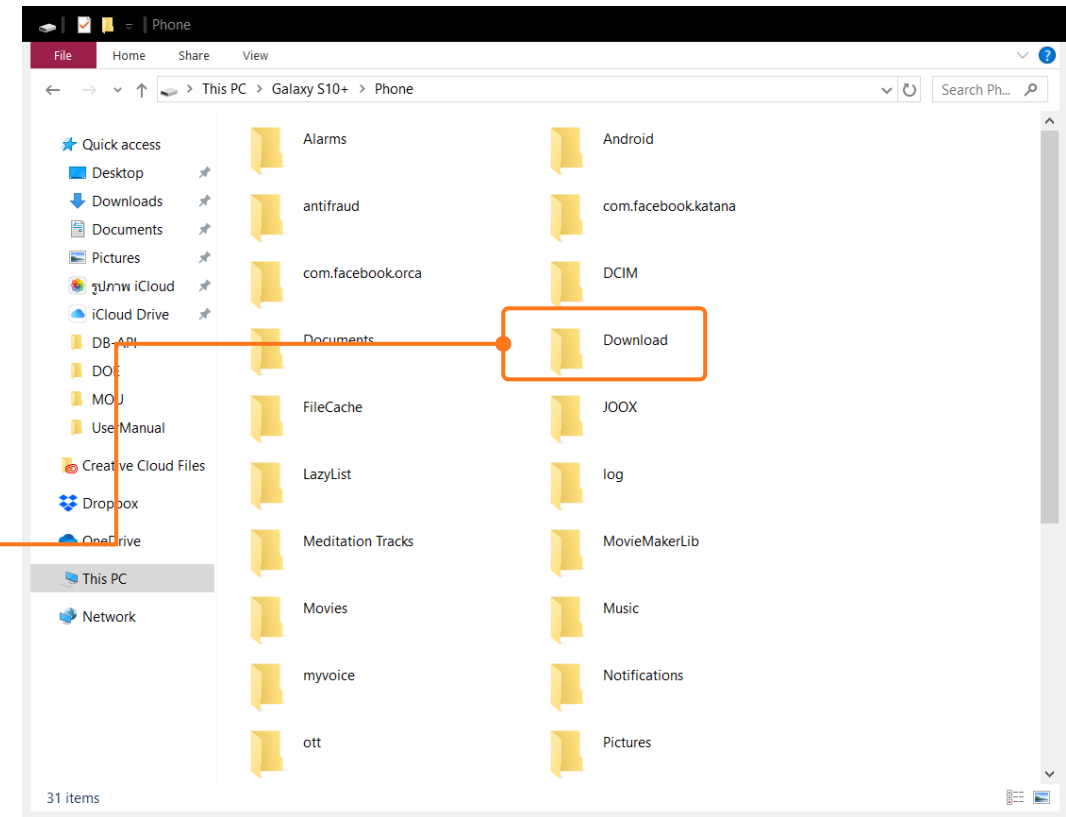 Phone
File Home Share View
This PC > Galaxy S10+ > Phone
Search Ph...
Quick access
Desktop
Downloads
Documents
Pictures
รูปภาพ iCloud
iCloud Drive
DB-API
DOE
MOU
UserManual
Creative Cloud Files
Dropbox
OneDrive
This PC
Network
Alarms Android
antifraud com.facebook.katana
com.facebook.orca DCIM
Documents Download
FileCache JOOX
LazyList log
Meditation Tracks MovieMakerLib
Movies Music
myvoice Notifications
ott Pictures
31 items